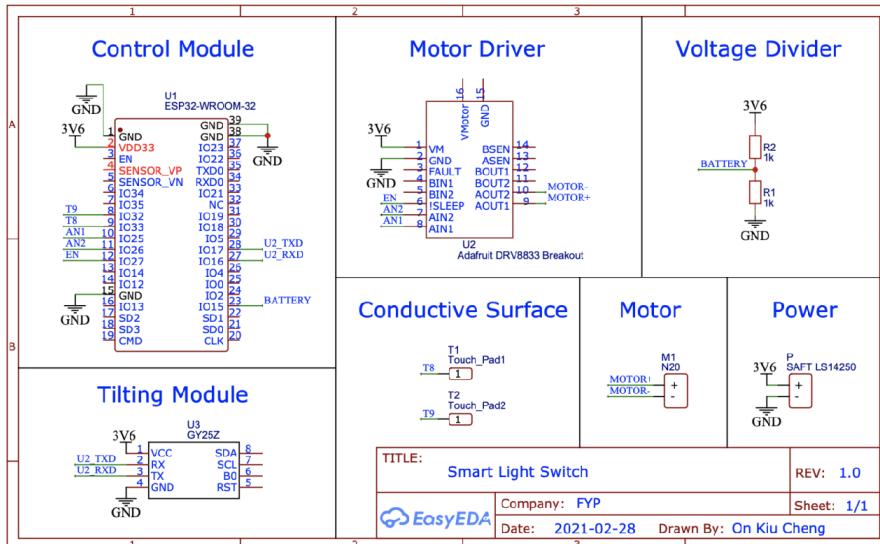 1 2 3
Control Module
Motor Driver
Voltage Divider
A
U1
ESP32-WROOM-32
GND
3V6
1 GND
2 VDD33
3 EN
4 SENSOR_VP
5 SENSOR_VN
6 IO34
7 IO35
T9 8 IO32
T8 9 IO33
AN1 10 IO25
AN2 11 IO26
EN 12 IO27
13 IO14
14 IO12
15 GND
16 IO13
17 SD2
18 SD3
19 CMD
GND
GND 39
GND 38
IO23 37
IO22 36
TXD0 35
RXD0 34
IO21 33
NC 32
IO19 31
IO18 30
IO5 29
IO17 28 U2_TXD
IO16 27 U2_RXD
IO4 26
IO0 25
IO2 24
IO15 23 BATTERY
SD1 22
SD0 21
CLK 20
GND
16 15
VMotor GND
3V6
1 VM
2 GND
3 FAULT
4 BIN1
5 BIN2
EN 6 !SLEEP
AN2 7 AIN2
AN1 8 AIN1
GND
BSEN 14
ASEN 13
BOUT1 12
BOUT2 11
AOUT2 10 MOTOR-
AOUT1 9 MOTOR+
U2
Adafruit DRV8833 Breakout
3V6
R2
1k
BATTERY
R1
1k
GND
B
Conductive Surface
T1
Touch_Pad1
T8 1
T2
Touch_Pad2
T9 1
Motor
M1
N20
MOTOR+ +
MOTOR- -
Power
P
SAFT LS14250
3V6 +
-
GND
Tilting Module
U3
GY25Z
3V6
1 VCC
U2_TXD 2 RX
U2_RXD 3 TX
4 GND
GND
SDA 8
SCL 7
B0 6
RST 5
TITLE:
Smart Light Switch
REV: 1.0
EasyEDA
Company: FYP
Sheet: 1/1
Date: 2021-02-28 Drawn By: On Kiu Cheng
1 2 3